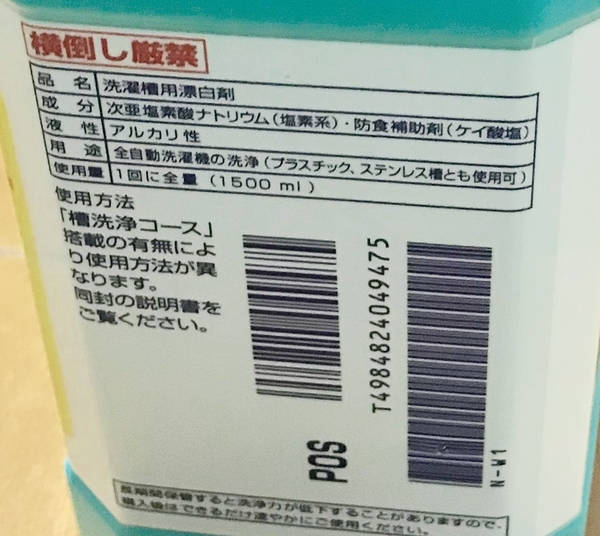 横倒し厳禁
品 名 洗濯槽用漂白剤
成 分 次亜塩素酸ナトリウム(塩素系)・防食補助剤(ケイ酸塩)
液 性 アルカリ性
用 途 全自動洗濯機の洗浄(プラスチック、ステンレス槽とも使用可)
使用量 1回に全量(1500 ml)
使用方法
「槽洗浄コース」
搭載の有無によ
り使用方法が異
なります。
同封の説明書を
ご覧ください。
T4984824049475
POS
N-W1
長期間保管すると洗浄力が低下することがありますので、
購入後はできるだけ速やかにご使用ください。